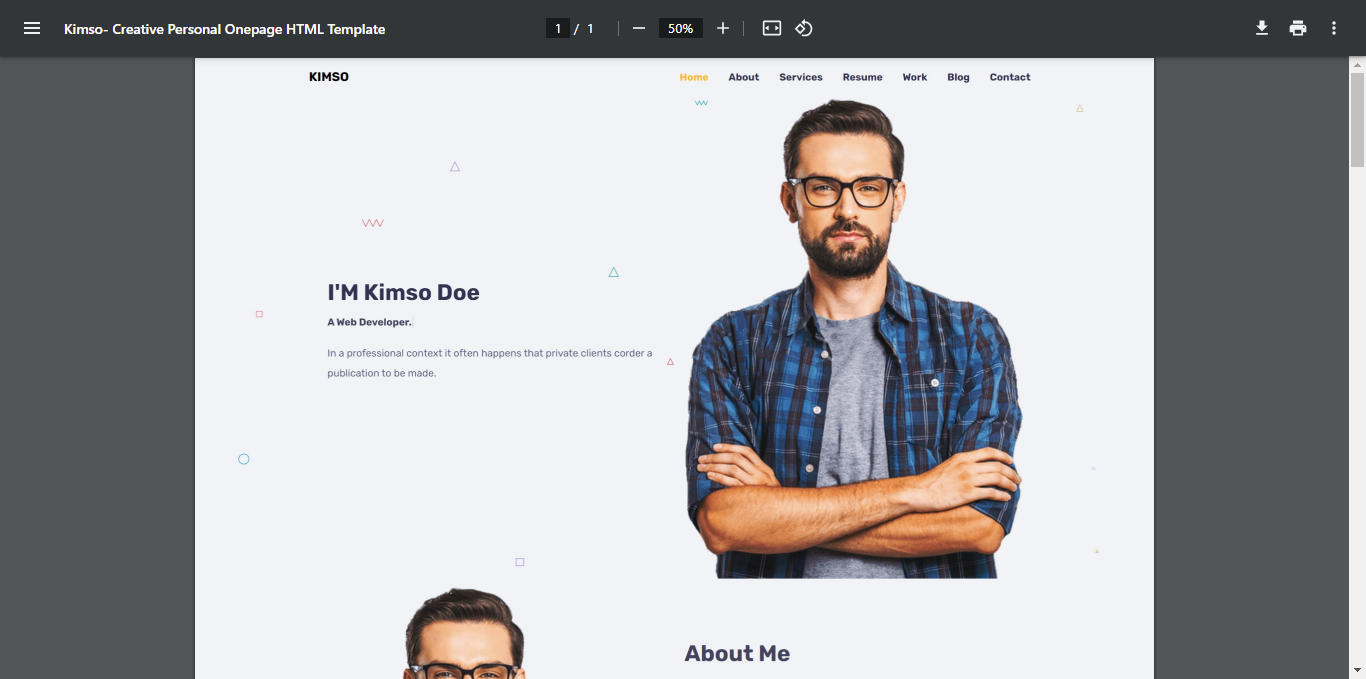 Kimso- Creative Personal Onepage HTML Template
1 / 1
50%
KIMSO
Home About Services Resume Work Blog Contact
I'M Kimso Doe
A Web Developer.
In a professional context it often happens that private clients corder a
publication to be made.
About Me